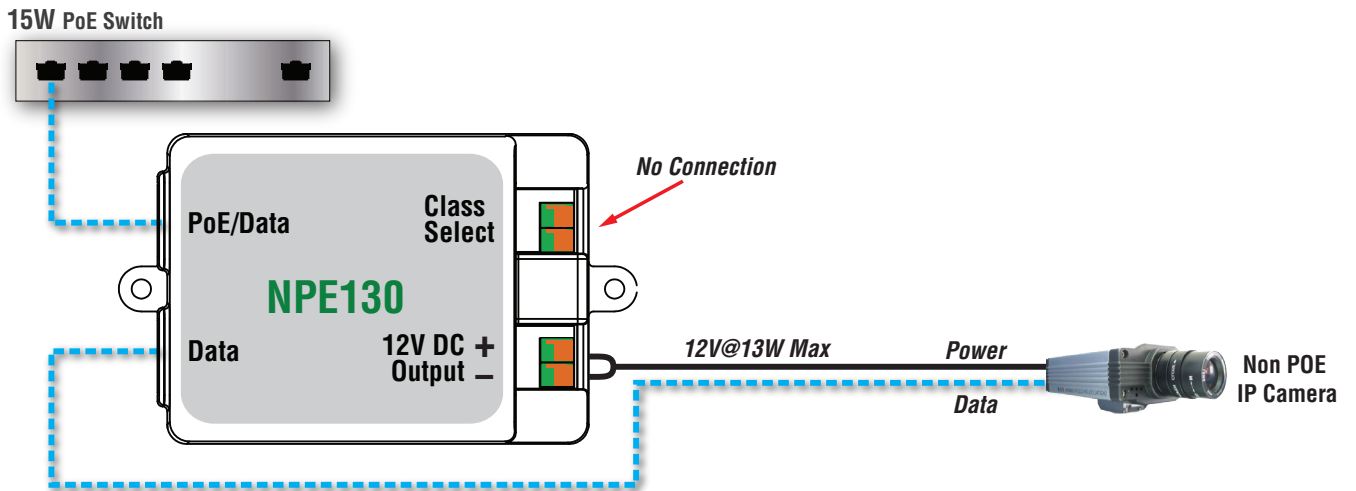 15W PoE Switch
No Connection
PoE/Data
Class
Select
NPE130
Data
12V DC +
Output –
12V@13W Max
Power
Data
Non POE
IP Camera